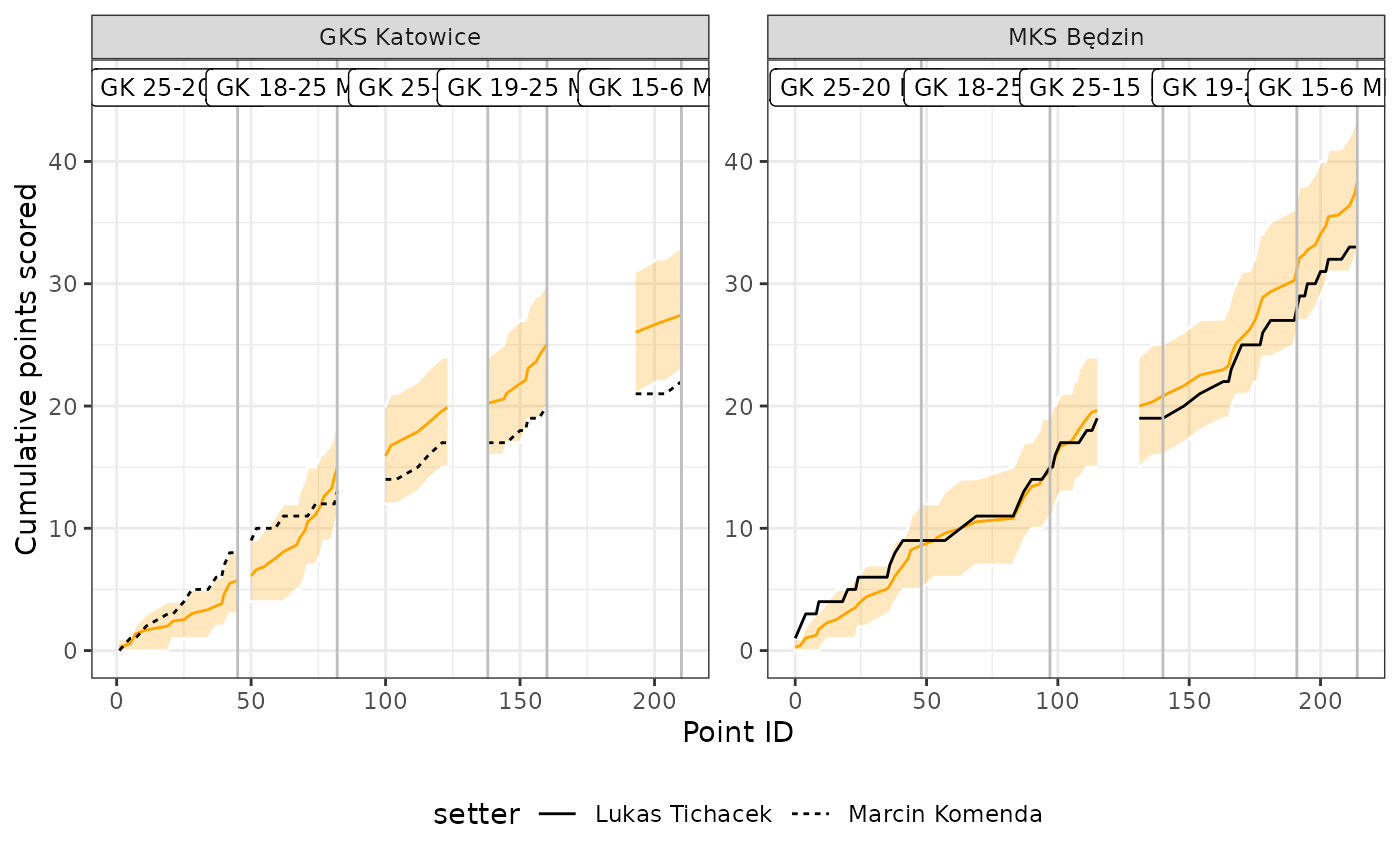 GKS Katowice
MKS Będzin
GK 25-20
GK 18-25 M
GK 25-
GK 19-25 M
GK 15-6 M
GK 25-20
GK 18-25
GK 25-15
GK 19-
GK 15-6 M
Cumulative points scored
40
30
20
10
0
40
30
20
10
0
0 50 100 150 200
0 50 100 150 200
Point ID
setter Lukas Tichacek Marcin Komenda